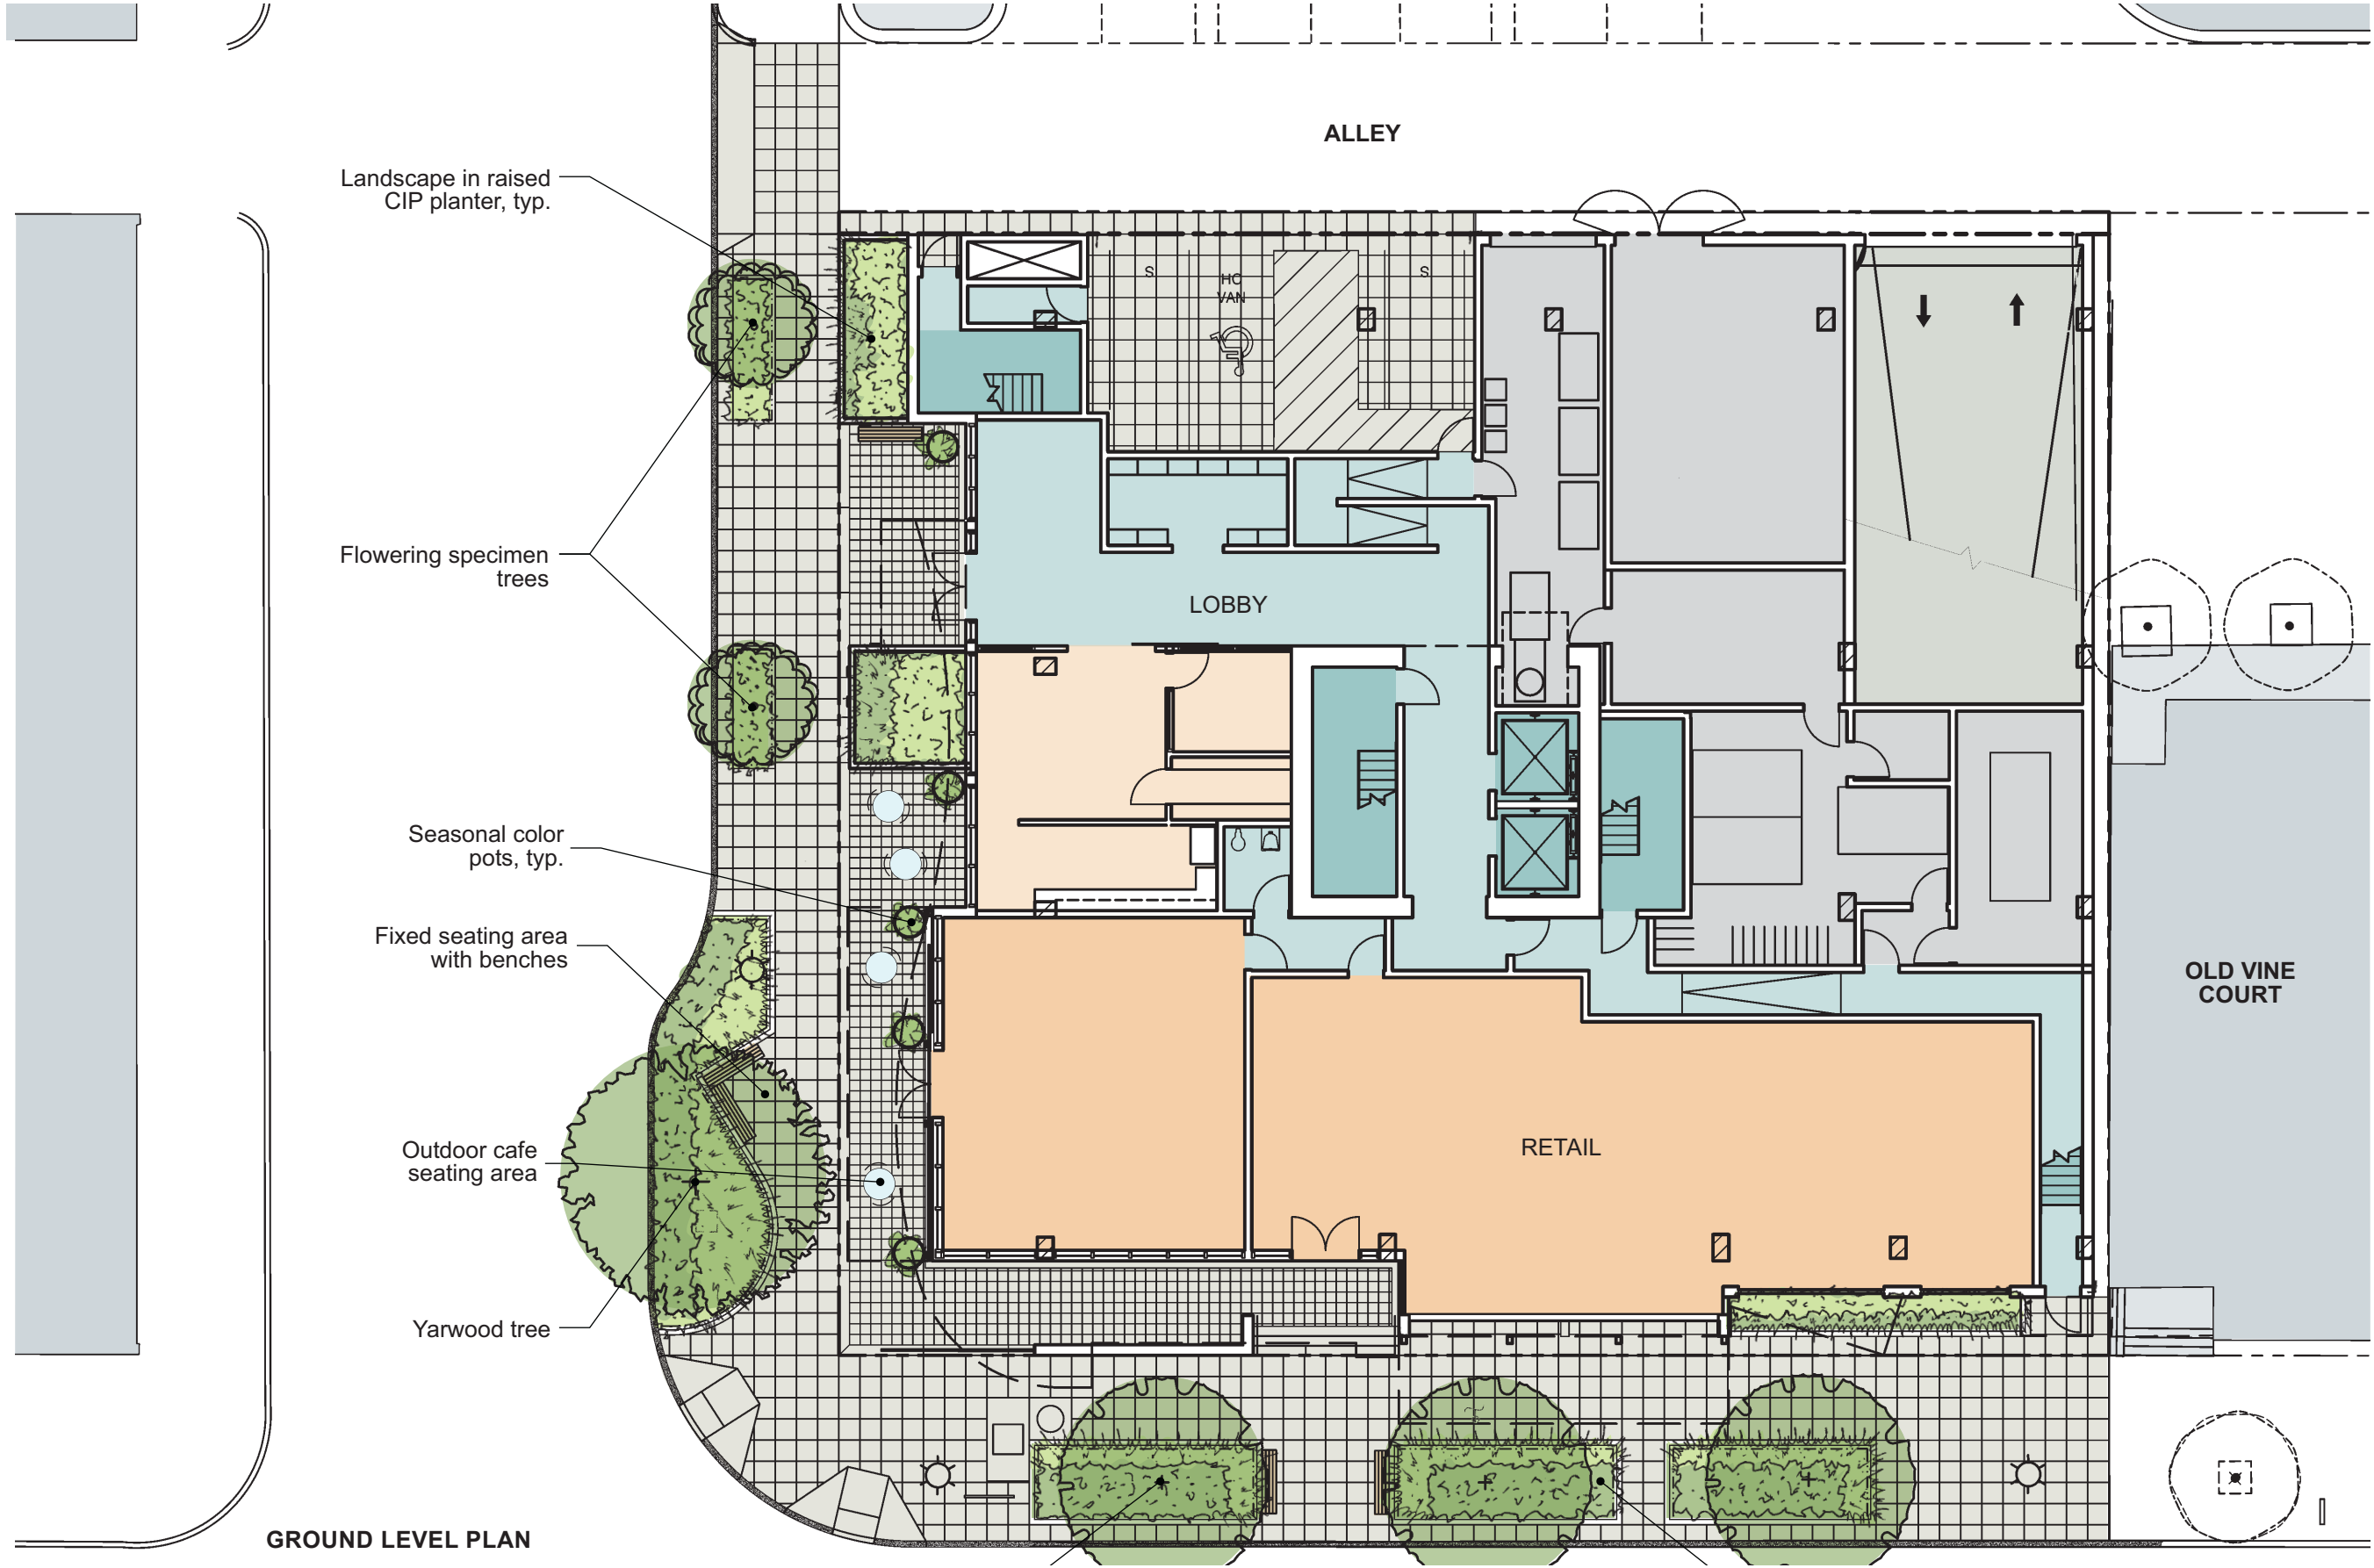 ALLEY
Landscape in raised
CIP planter, typ.
S
HC
VAN
S
Flowering specimen
trees
LOBBY
Seasonal color
pots, typ.
Fixed seating area
with benches
OLD VINE
COURT
Outdoor cafe
seating area
RETAIL
Yarwood tree
GROUND LEVEL PLAN